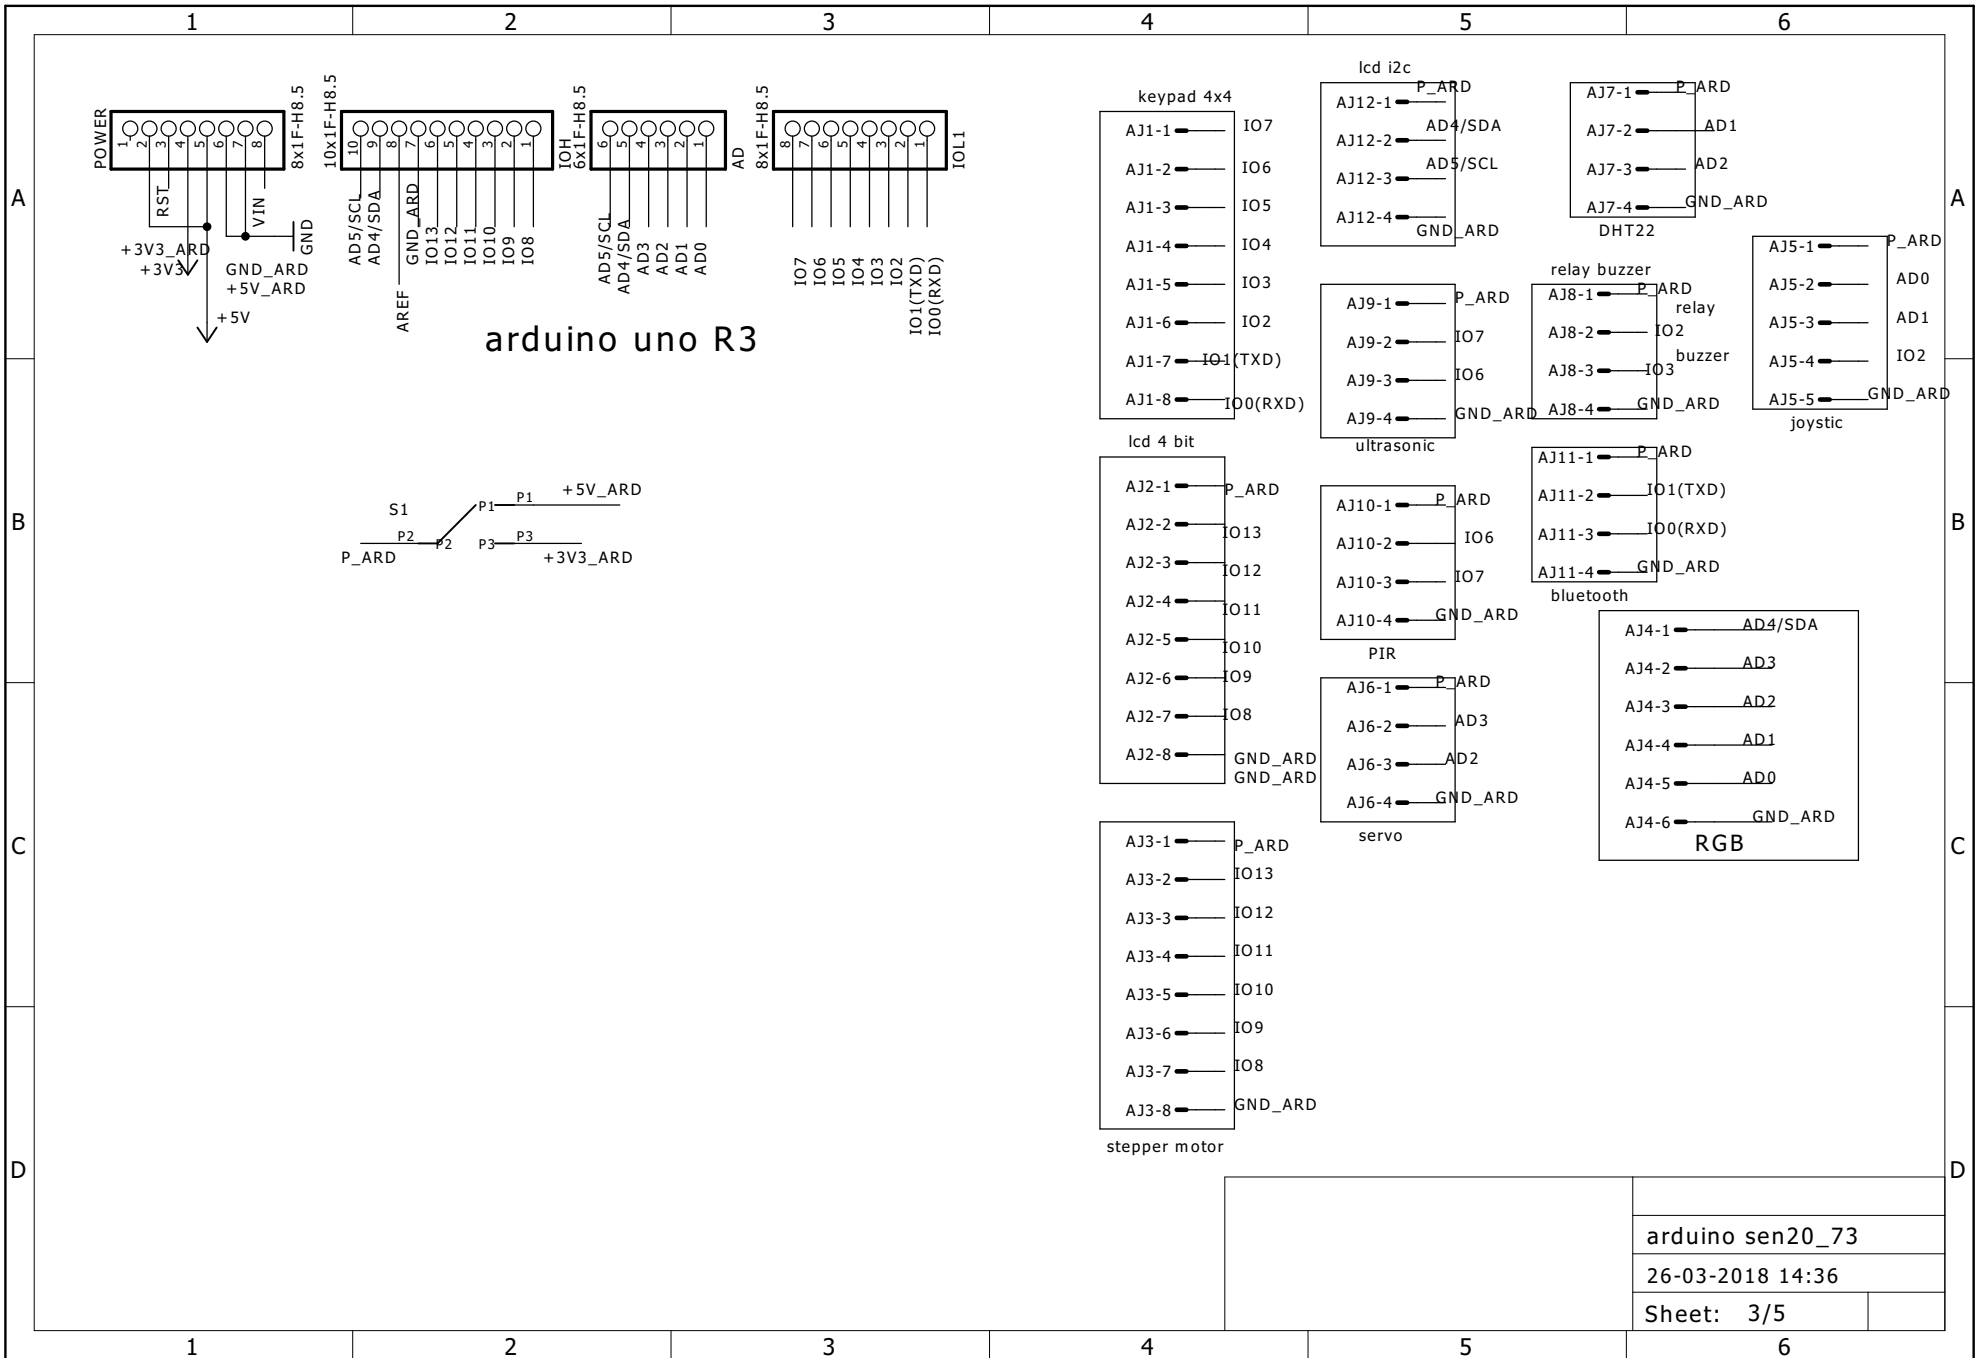 1 2 3 4 5 6
A
B
C
D
POWER
1 2 3 4 5 6 7 8
8x1F-H8.5
RST
VIN
GND
+3V3_ARD
+3V3
GND_ARD
+5V_ARD
+5V
10x1F-H8.5
10 9 8 7 6 5 4 3 2 1
IOH
AD5/SCL
AD4/SDA
AREF
GND_ARD
IO13
IO12
IO11
IO10
IO9
IO8
6x1F-H8.5
6 5 4 3 2 1
AD
AD5/SCL
AD4/SDA
AD3
AD2
AD1
AD0
8x1F-H8.5
8 7 6 5 4 3 2 1
IOL1
IO7
IO6
IO5
IO4
IO3
IO2
IO1(TXD)
IO0(RXD)
arduino uno R3
S1
P1 P1 +5V_ARD
P_ARD P2 P2
P3 P3 +3V3_ARD
keypad 4x4
AJ1-1 IO7
AJ1-2 IO6
AJ1-3 IO5
AJ1-4 IO4
AJ1-5 IO3
AJ1-6 IO2
AJ1-7 IO1(TXD)
AJ1-8 IO0(RXD)
lcd 4 bit
AJ2-1 P_ARD
AJ2-2 IO13
AJ2-3 IO12
AJ2-4 IO11
AJ2-5 IO10
AJ2-6 IO9
AJ2-7 IO8
AJ2-8 GND_ARD
GND_ARD
AJ3-1 P_ARD
AJ3-2 IO13
AJ3-3 IO12
AJ3-4 IO11
AJ3-5 IO10
AJ3-6 IO9
AJ3-7 IO8
AJ3-8 GND_ARD
stepper motor
lcd i2c
AJ12-1 P_ARD
AJ12-2 AD4/SDA
AJ12-3 AD5/SCL
AJ12-4 GND_ARD
AJ9-1 P_ARD
AJ9-2 IO7
AJ9-3 IO6
AJ9-4 GND_ARD
ultrasonic
AJ10-1 P_ARD
AJ10-2 IO6
AJ10-3 IO7
AJ10-4 GND_ARD
PIR
AJ6-1 P_ARD
AJ6-2 AD3
AJ6-3 AD2
AJ6-4 GND_ARD
servo
AJ7-1 P_ARD
AJ7-2 AD1
AJ7-3 AD2
AJ7-4 GND_ARD
DHT22
relay buzzer
AJ8-1 P_ARD
relay
AJ8-2 IO2
buzzer
AJ8-3 IO3
AJ8-4 GND_ARD
AJ11-1 P_ARD
AJ11-2 IO1(TXD)
AJ11-3 IO0(RXD)
AJ11-4 GND_ARD
bluetooth
AJ5-1 P_ARD
AJ5-2 AD0
AJ5-3 AD1
AJ5-4 IO2
AJ5-5 GND_ARD
joystic
AJ4-1 AD4/SDA
AJ4-2 AD3
AJ4-3 AD2
AJ4-4 AD1
AJ4-5 AD0
AJ4-6 GND_ARD
RGB
A
B
C
D
arduino sen20_73
26-03-2018 14:36
Sheet: 3/5
1 2 3 4 5 6